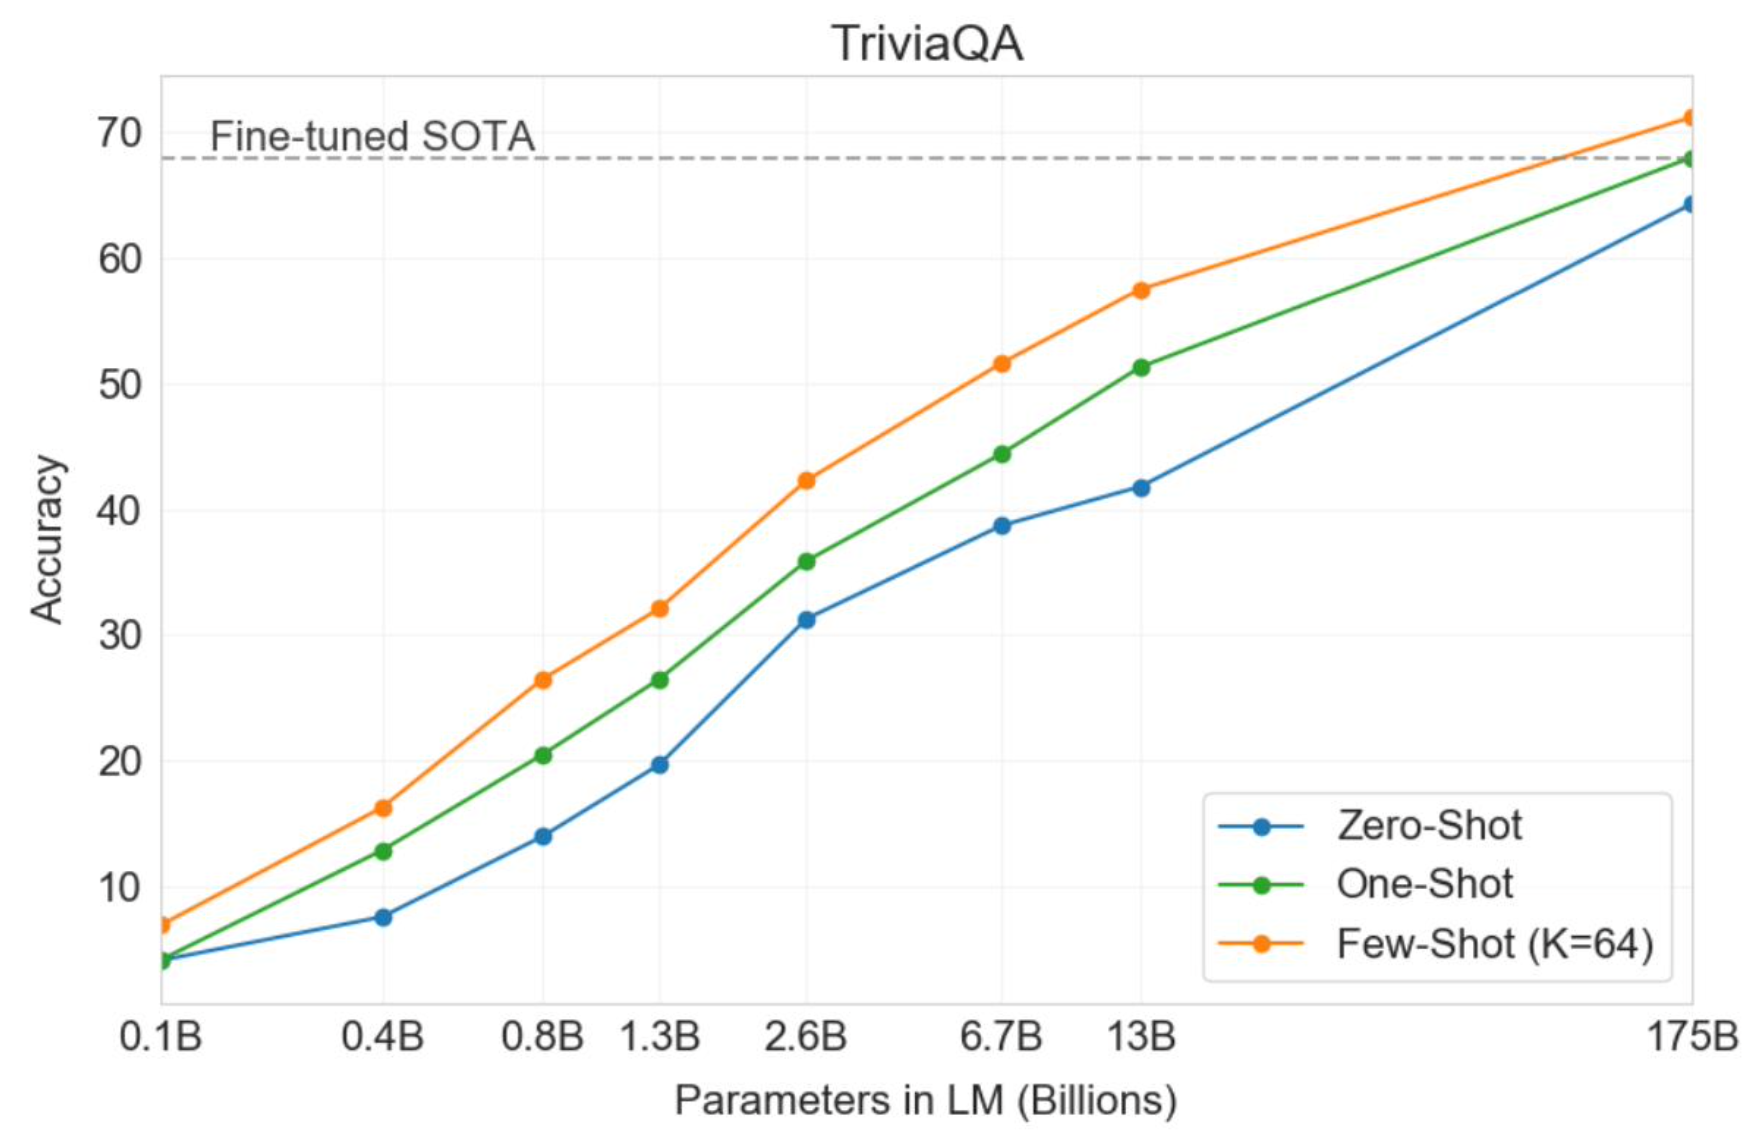 TriviaQA
Fine-tuned SOTA
70
60
50
40
30
20
10
Accuracy
0.1B 0.4B 0.8B 1.3B 2.6B 6.7B 13B 175B
Parameters in LM (Billions)
Zero-Shot
One-Shot
Few-Shot (K=64)